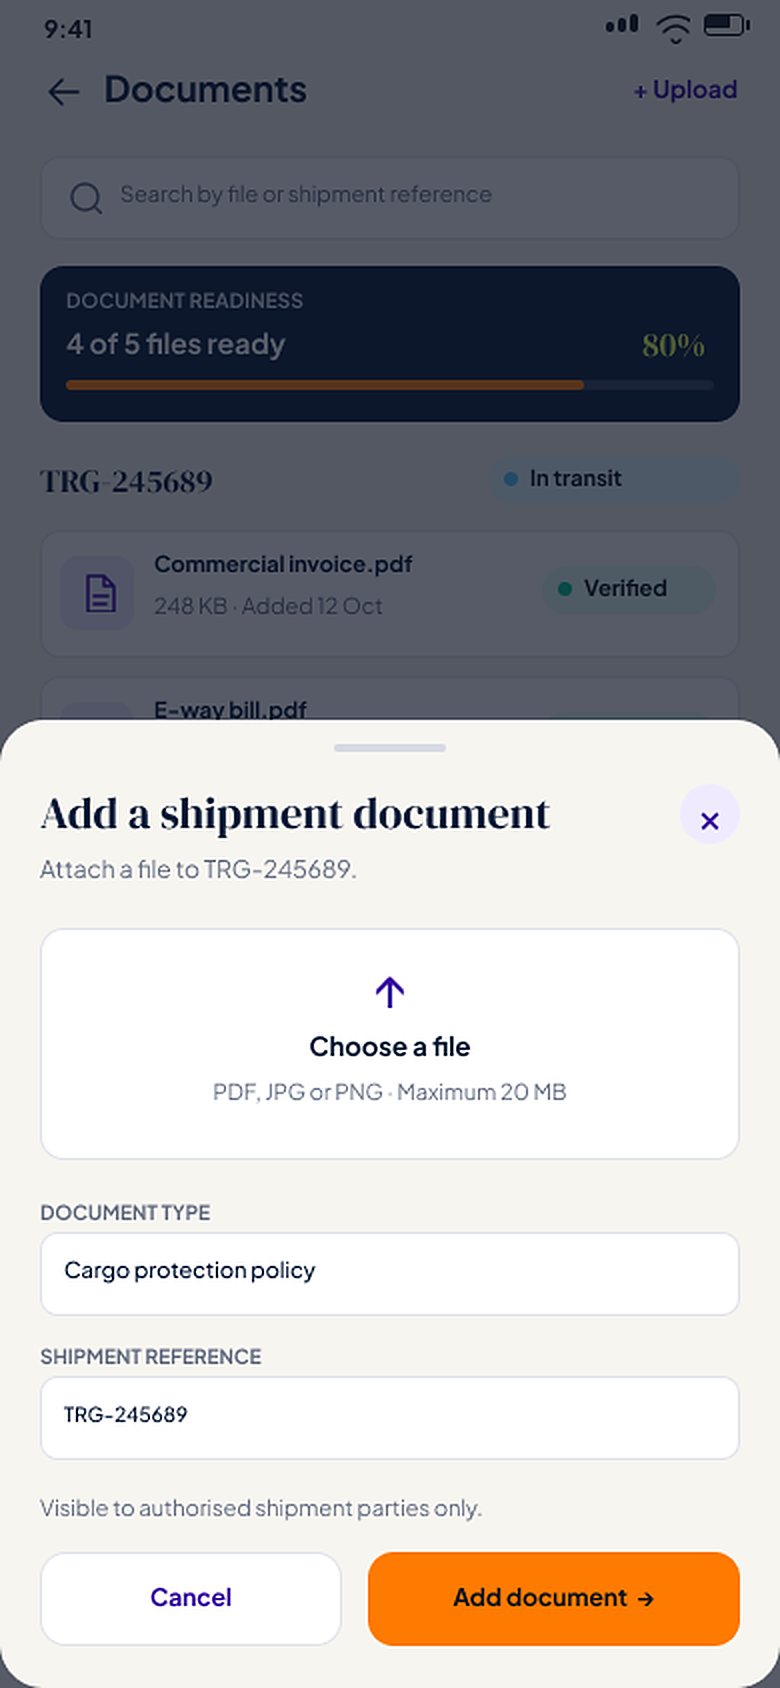 9:41
Documents
+ Upload
Search by file or shipment reference
DOCUMENT READINESS
4 of 5 files ready
80%
TRG-245689
In transit
Commercial invoice.pdf
248 KB · Added 12 Oct
Verified
E-way bill.pdf
Add a shipment document
×
Attach a file to TRG-245689.
↑
Choose a file
PDF, JPG or PNG · Maximum 20 MB
DOCUMENT TYPE
Cargo protection policy
SHIPMENT REFERENCE
TRG-245689
Visible to authorised shipment parties only.
Cancel
Add document →